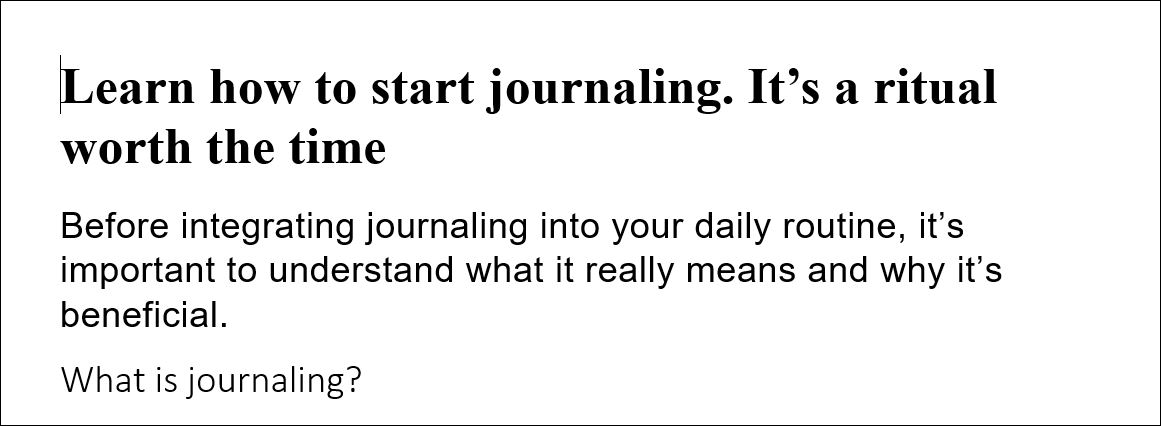 Learn how to start journaling. It’s a ritual
worth the time
Before integrating journaling into your daily routine, it’s
important to understand what it really means and why it’s
beneficial.
What is journaling?